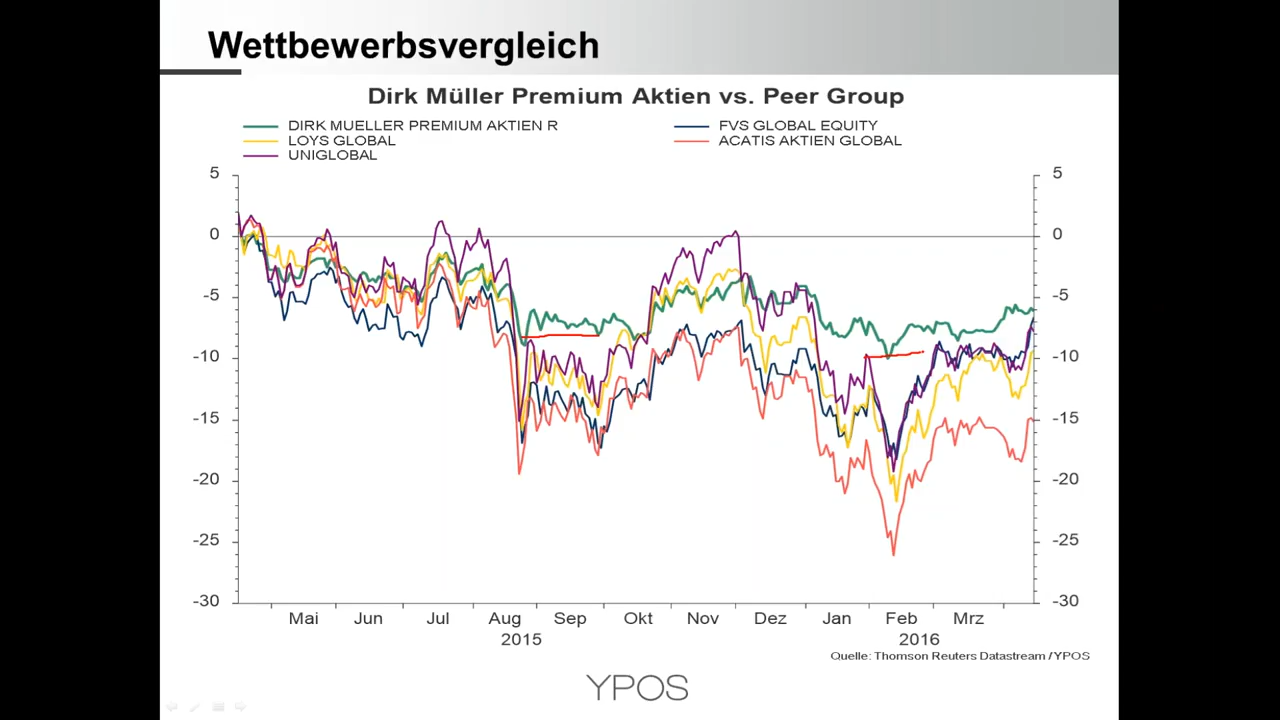 Wettbewerbsvergleich
Dirk Müller Premium Aktien vs. Peer Group
DIRK MUELLER PREMIUM AKTIEN R
FVS GLOBAL EQUITY
LOYS GLOBAL
ACATIS AKTIEN GLOBAL
UNIGLOBAL
5 5
0 0
-5 -5
-10 -10
-15 -15
-20 -20
-25 -25
-30 -30
Mai Jun Jul Aug Sep Okt Nov Dez Jan Feb Mrz
2015 2016
Quelle: Thomson Reuters Datastream / YPOS
YPOS